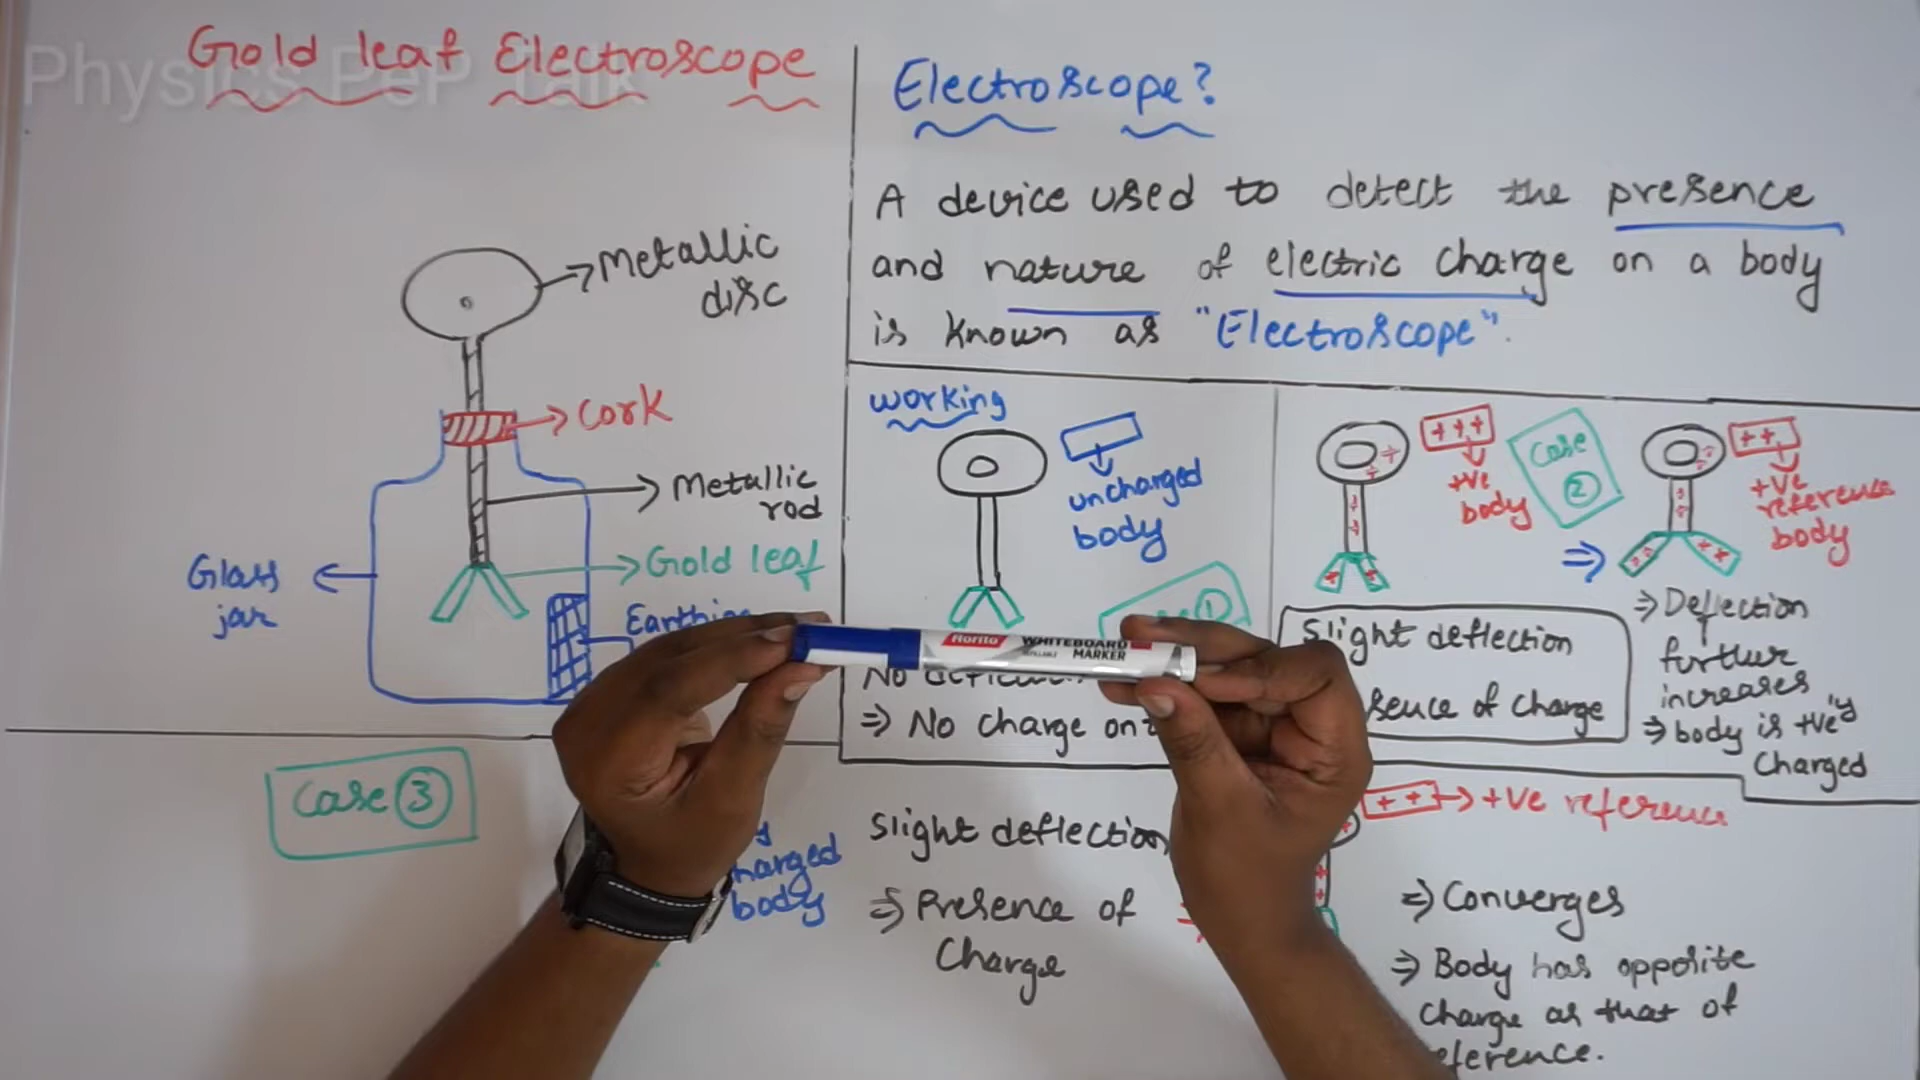 Physics PeP Talk
Gold leaf Electroscope
Metallic
disc
cork
Metallic
rod
Gold leaf
Glass
jar
Electroscope?
A device used to detect the presence
and nature of electric charge on a body
is known as "Electroscope".
working
uncharged
body
No
⇒ No charge on
+++
+ve
body
case
②
Slight deflection
of charge
++
+ve
reference
body
⇒
⇒ Deflection
further
increases
⇒ body is +ve'ly
Charged
Florito WHITEBOARD
MARKER
Case ③
body
Slight deflection
⇒ Presence of
Charge
++ → +ve reference
⇒ Converges
⇒ Body has opposite
charge as that of